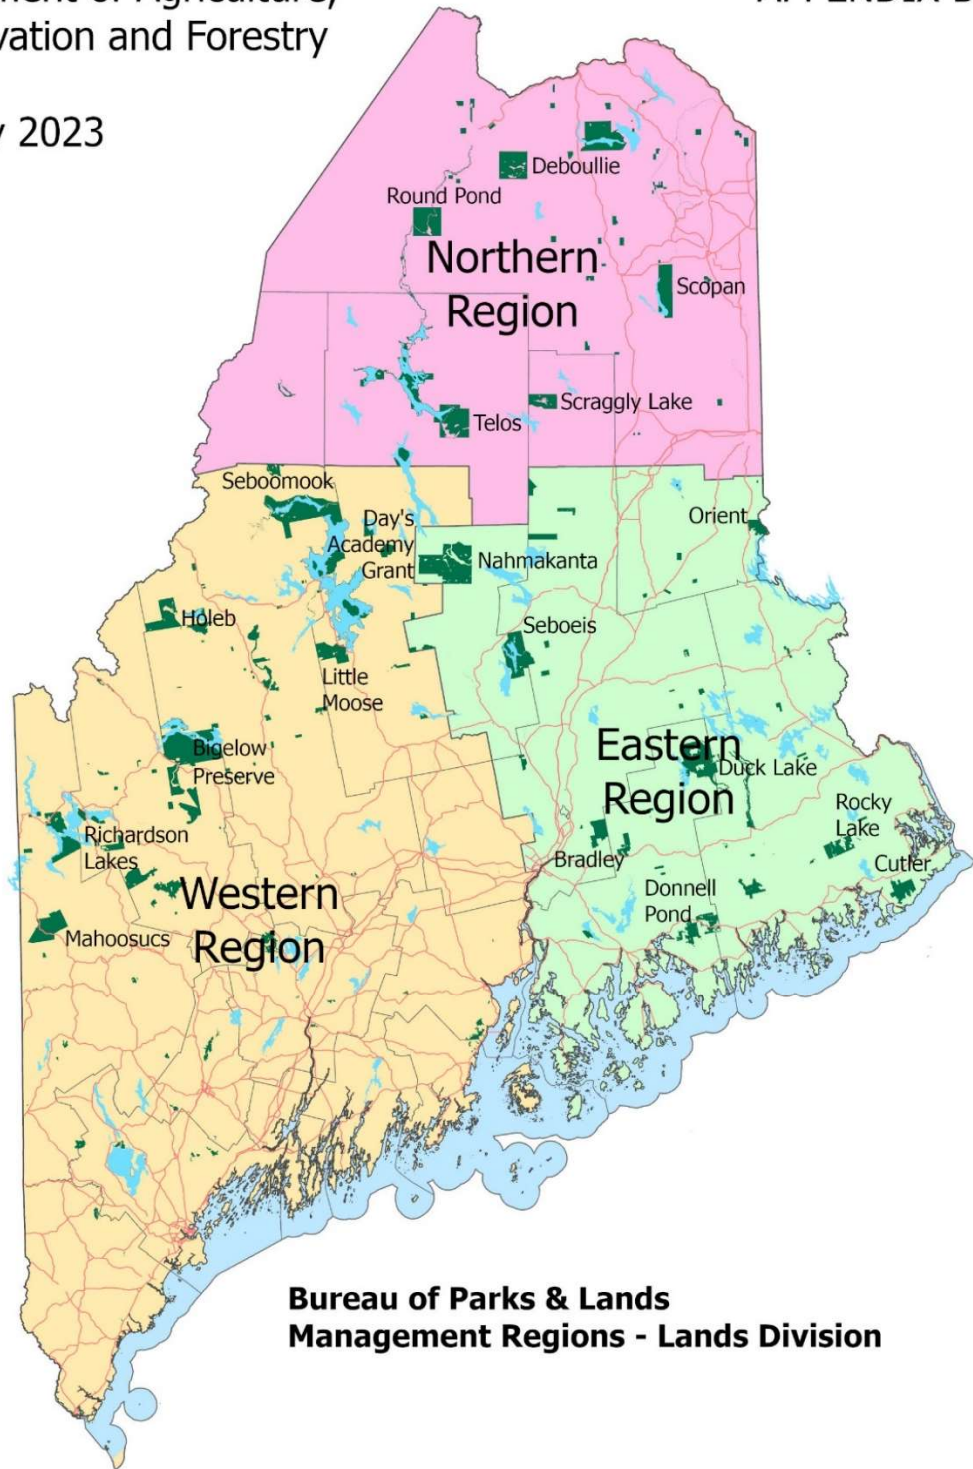 Agriculture,
and Forestry
2023
Deboullie
Round Pond
Northern
Region
Scopan
Scraggly Lake
Telos
Seboomook
Day's
Academy
Grant
Orient
Nahmakanta
Holeb
Seboeis
Little
Moose
Bigelow
Preserve
Eastern
Region
Duck Lake
Rocky
Lake
Richardson
Lakes
Bradley
Cutler
Western
Region
Donnell
Pond
Mahoosucs
Bureau of Parks & Lands
Management Regions - Lands Division